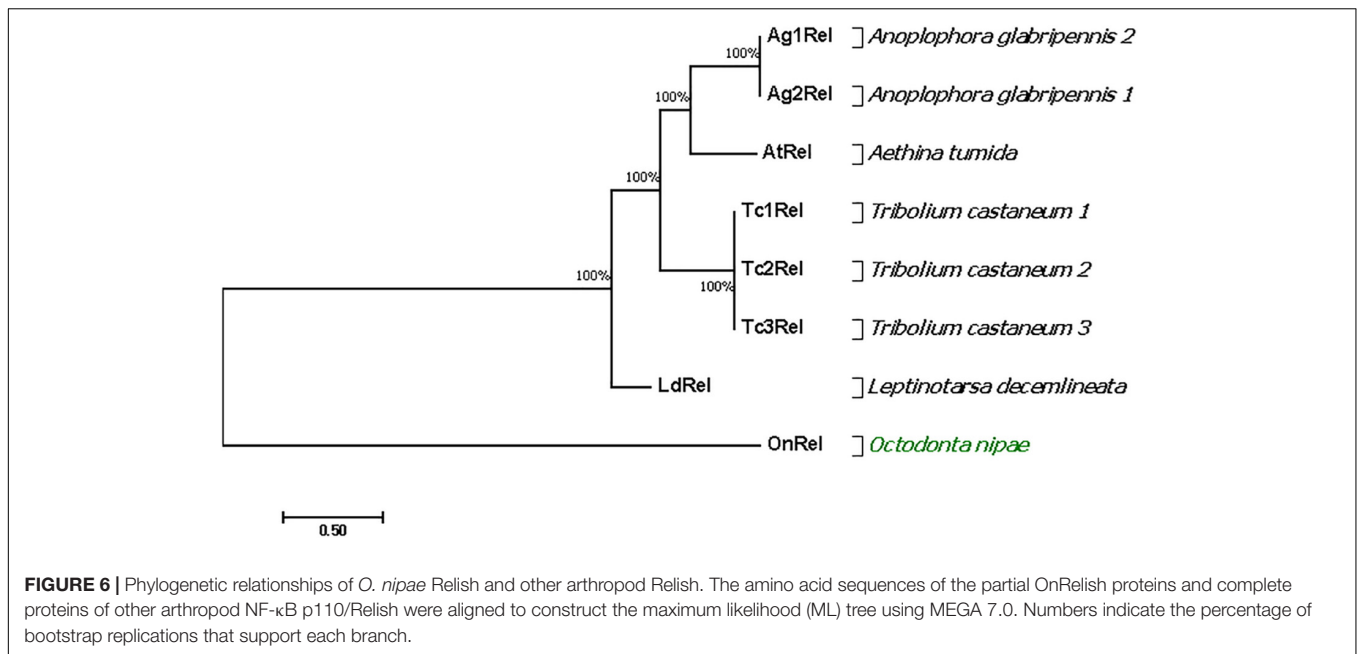 100% Ag1Rel ] Anoplophora glabripennis 2
100% Ag2Rel ] Anoplophora glabripennis 1
AtRel ] Aethina tumida
100%
Tc1Rel ] Tribolium castaneum 1
100% Tc2Rel ] Tribolium castaneum 2
100%
Tc3Rel ] Tribolium castaneum 3
LdRel ] Leptinotarsa decemlineata
OnRel ] Octodonta nipae
0.50
FIGURE 6 | Phylogenetic relationships of O. nipae Relish and other arthropod Relish. The amino acid sequences of the partial OnRelish proteins and complete
proteins of other arthropod NF-κB p110/Relish were aligned to construct the maximum likelihood (ML) tree using MEGA 7.0. Numbers indicate the percentage of
bootstrap replications that support each branch.